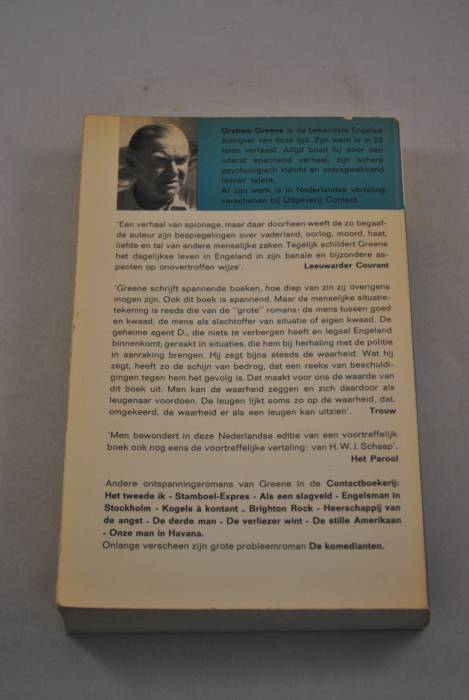 Graham Greene is de bekendste Engelse
schrijver van deze tijd. Zijn werk is in 23
talen vertaald. Altijd boeit hij door een
uiterst spannend verhaal, zijn scherp
psychologisch inzicht en ontzagwekkend
literair talent.
Al zijn werk is in Nederlandse vertaling
verschenen bij Uitgeverij Contact.
'Een verhaal van spionage, maar daar doorheen weeft de zo begaaf-
de auteur zijn bespiegelingen over vaderland, oorlog, moord, haat,
liefde en tal van andere menselijke zaken. Tegelijk schildert Greene
het dagelijkse leven in Engeland in zijn banale en bijzondere as-
pecten op onovertroffen wijze'. Leeuwarder Courant
'Greene schrijft spannende boeken, hoe diep van zin zij overigens
mogen zijn. Ook dit boek is spannend. Maar de menselijke situatie-
tekening is reeds die van de "grote" romans: de mens tussen goed
en kwaad, de mens als slachtoffer van situatie of eigen kwaad. De
geheime agent D., die niets te verbergen heeft en legaal Engeland
binnenkomt, geraakt in situaties, die hem bij herhaling met de politie
in aanraking brengen. Hij zegt bijna steeds de waarheid. Wat hij
zegt, heeft zo de schijn van bedrog, dat een reeks van beschuldi-
gingen tegen hem het gevolg is. Dat maakt voor ons de waarde van
dit boek uit. Men kan de waarheid zeggen en zich daardoor als
leugenaar voordoen. De leugen lijkt soms zo op de waarheid, dat,
omgekeerd, de waarheid er als een leugen kan uitzien'. Trouw
'Men bewondert in deze Nederlandse editie van een voortreffelijk
boek ook nog eens de voortreffelijke vertaling: van H. W. J. Schaap'.
Het Parool
Andere ontspanningsromans van Greene in de Contactboekerij:
Het tweede ik - Stamboel-Expres - Als een slagveld - Engelsman in
Stockholm - Kogels à kontant - Brighton Rock - Heerschappij van
de angst - De derde man - De verliezer wint - De stille Amerikaan
- Onze man in Havana.
Onlangs verscheen zijn grote probleemroman De komedianten.